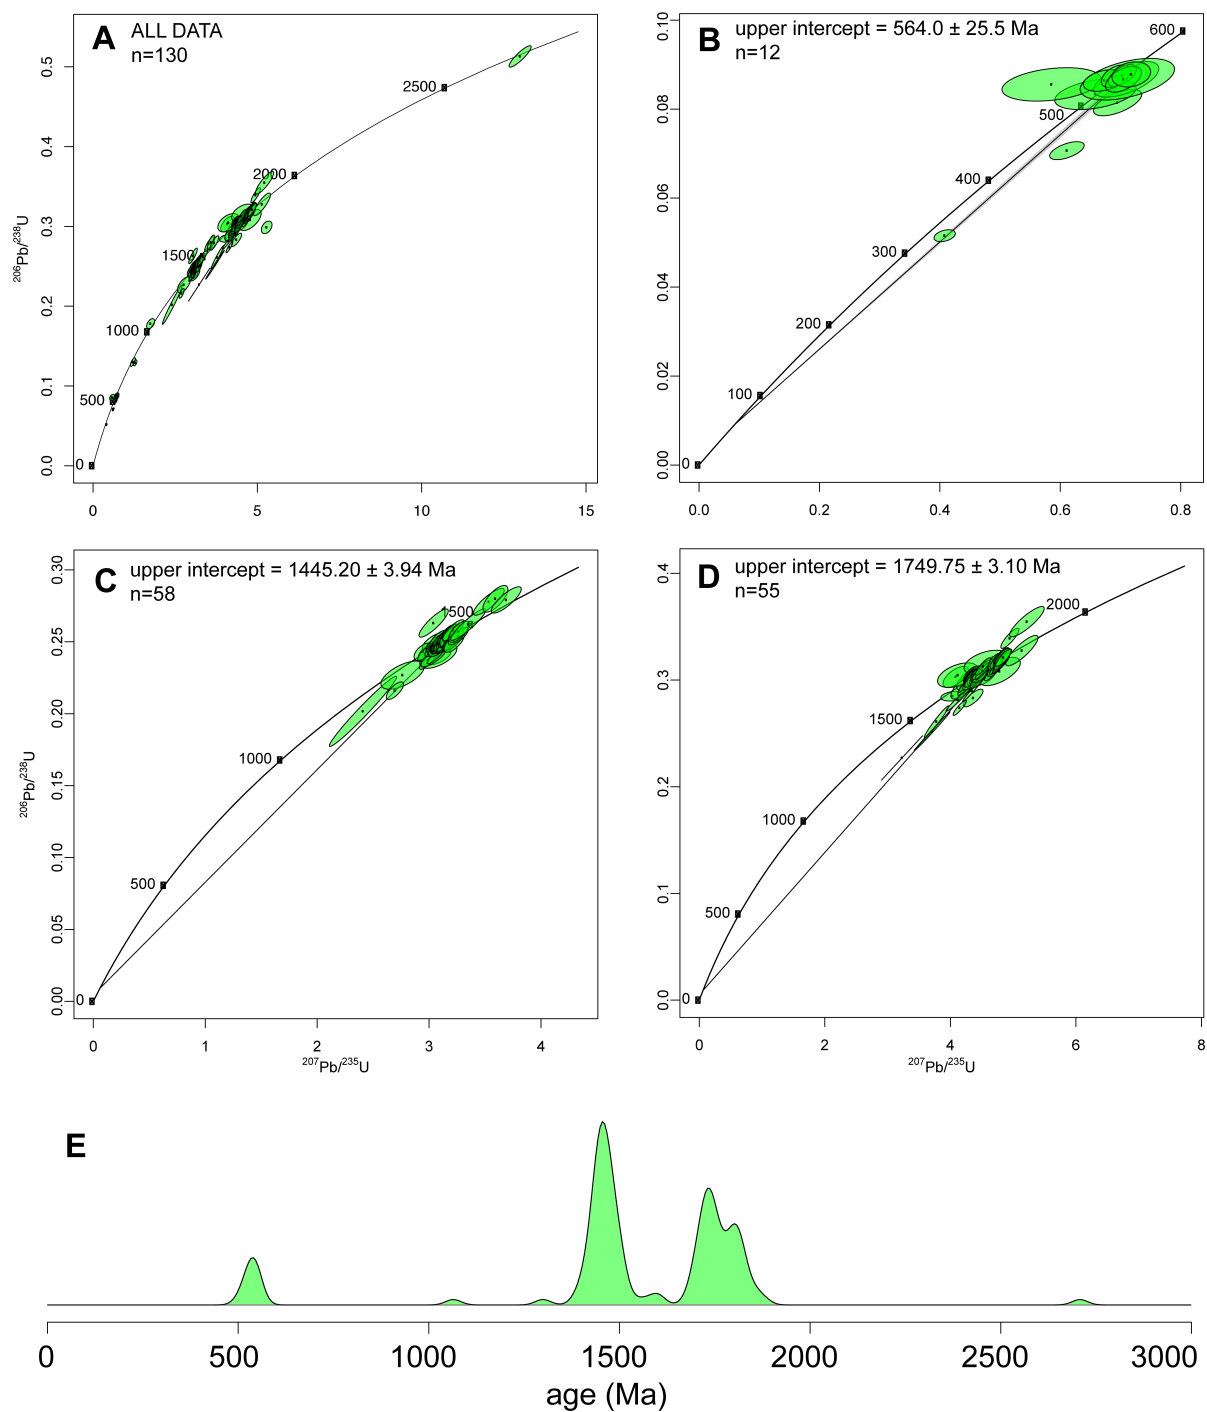 A ALL DATA
n=130
0.0 0.1 0.2 0.3 0.4 0.5
206Pb/238U
0 500 1000 1500 2000 2500
0 5 10 15
B upper intercept = 564.0 ± 25.5 Ma
n=12
0.00 0.02 0.04 0.06 0.08 0.10
0 100 200 300 400 500 600
0.0 0.2 0.4 0.6 0.8
C upper intercept = 1445.20 ± 3.94 Ma
n=58
0.00 0.05 0.10 0.15 0.20 0.25 0.30
206Pb/238U
0 500 1000 1500
0 1 2 3 4
207Pb/235U
D upper intercept = 1749.75 ± 3.10 Ma
n=55
0.0 0.1 0.2 0.3 0.4
0 500 1000 1500 2000
0 2 4 6 8
207Pb/235U
E
0 500 1000 1500 2000 2500 3000
age (Ma)